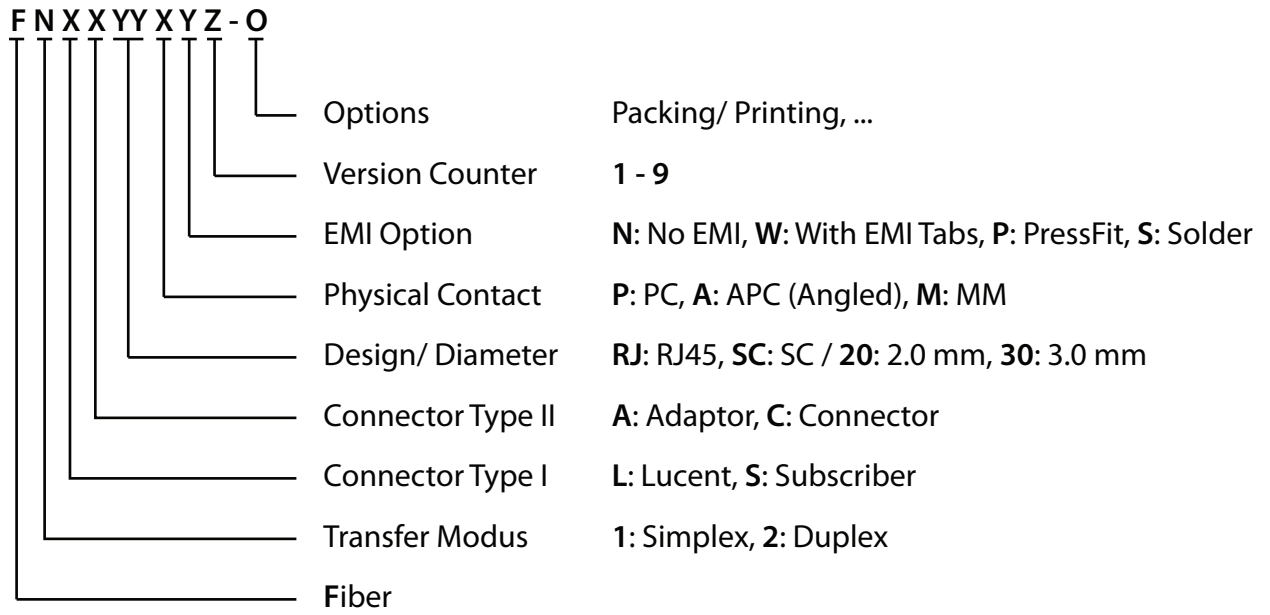 F N X X YY X Y Z - O
Options Packing/ Printing, ...
Version Counter 1 - 9
EMI Option N: No EMI, W: With EMI Tabs, P: PressFit, S: Solder
Physical Contact P: PC, A: APC (Angled), M: MM
Design/ Diameter RJ: RJ45, SC: SC / 20: 2.0 mm, 30: 3.0 mm
Connector Type II A: Adaptor, C: Connector
Connector Type I L: Lucent, S: Subscriber
Transfer Modus 1: Simplex, 2: Duplex
Fiber